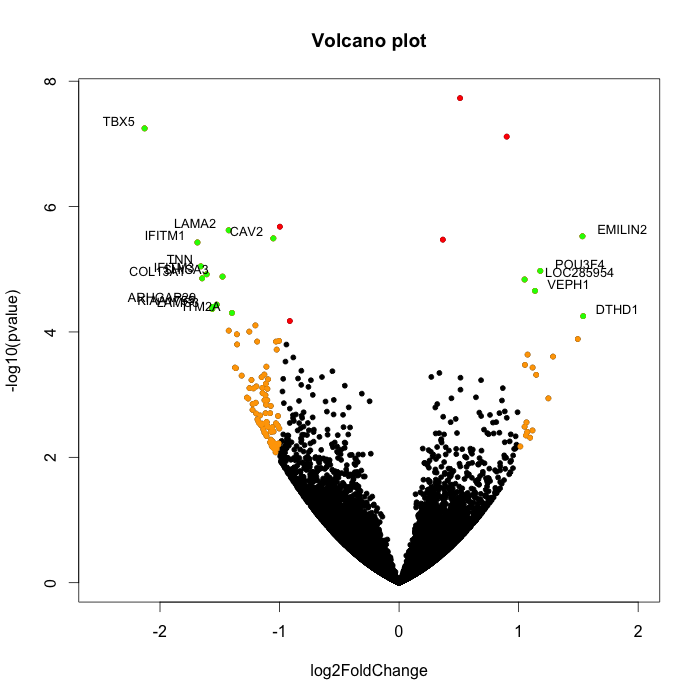 Volcano plot
-log10(pvalue)
8
6
4
2
0
TBX5
LAMA2
IFITM1
CAV2
TNN
COL13A1
ITM2A
EMILIN2
POU3F4
LOC285954
VEPH1
DTHD1
-2
-1
0
1
2
log2FoldChange